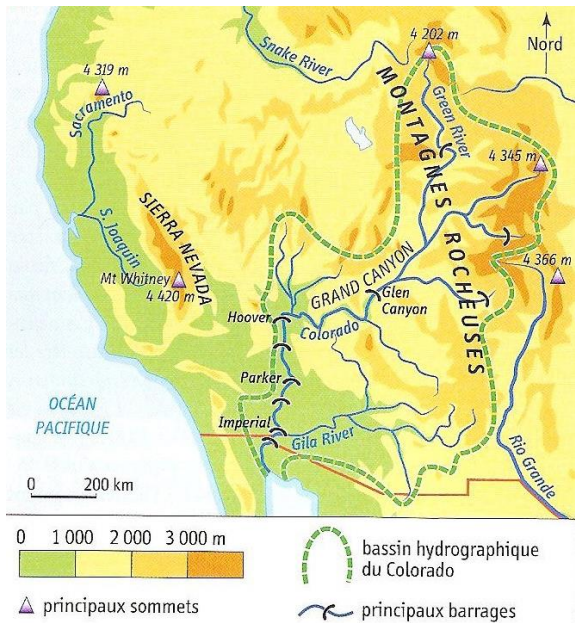 4 202 m
Nord
Snake River
4 319 m
Sacramento
MONTAGNES ROCHEUSES
Green River
4 345 m
SIERRA NEVADA
S. Joaquin
Mt Whitney
4 420 m
GRAND CANYON
4 366 m
Glen
Canyon
Hoover
Colorado
Parker
OCÉAN
PACIFIQUE
Imperial
Gila River
Rio Grande
0 200 km
0 1 000 2 000 3 000 m
bassin hydrographique
du Colorado
principaux sommets
principaux barrages